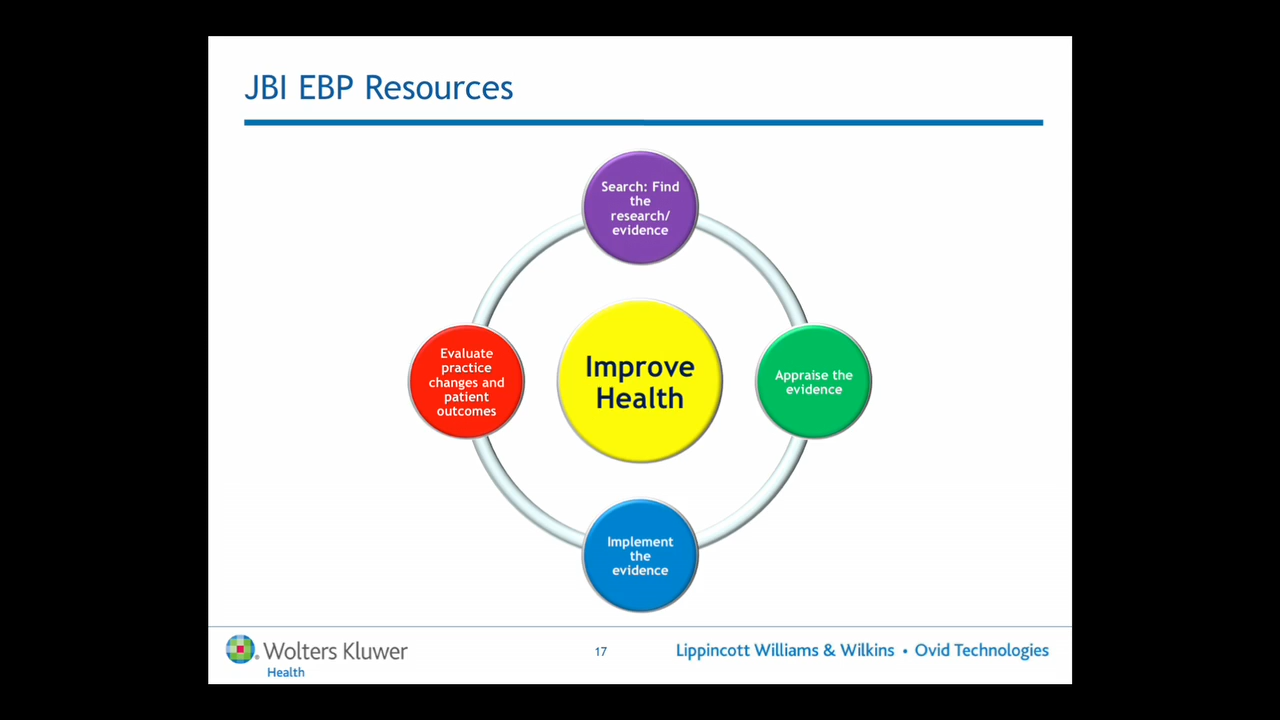 JBI EBP Resources
Search: Find
the
research/
evidence
Evaluate
practice
changes and
patient
outcomes
Improve
Health
Appraise the
evidence
Implement
the
evidence
Wolters Kluwer
Health
17
Lippincott Williams & Wilkins • Ovid Technologies